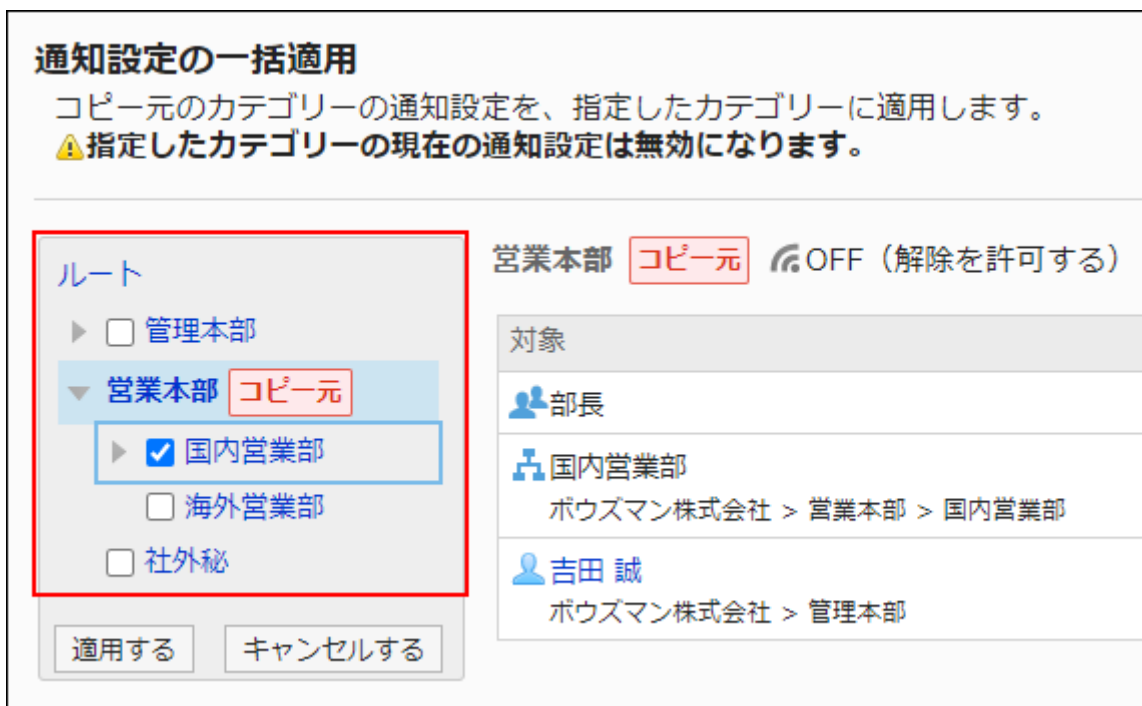 通知設定の一括適用
コピー元のカテゴリーの通知設定を、指定したカテゴリーに適用します。
指定したカテゴリーの現在の通知設定は無効になります。
ルート
管理本部
営業本部 コピー元
国内営業部
海外営業部
社外秘
適用する キャンセルする
営業本部 コピー元 OFF（解除を許可する）
対象
部長
国内営業部
ボウズマン株式会社 > 営業本部 > 国内営業部
吉田 誠
ボウズマン株式会社 > 管理本部